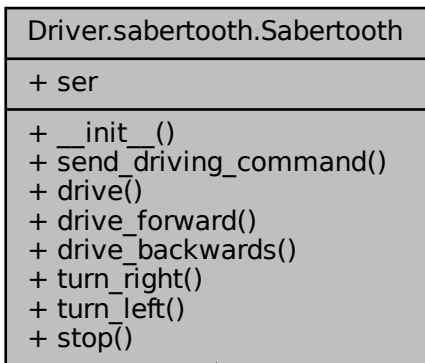 Driver.sabertooth.Sabertooth
+ ser
+ __init__()
+ send_driving_command()
+ drive()
+ drive_forward()
+ drive_backwards()
+ turn_right()
+ turn_left()
+ stop()